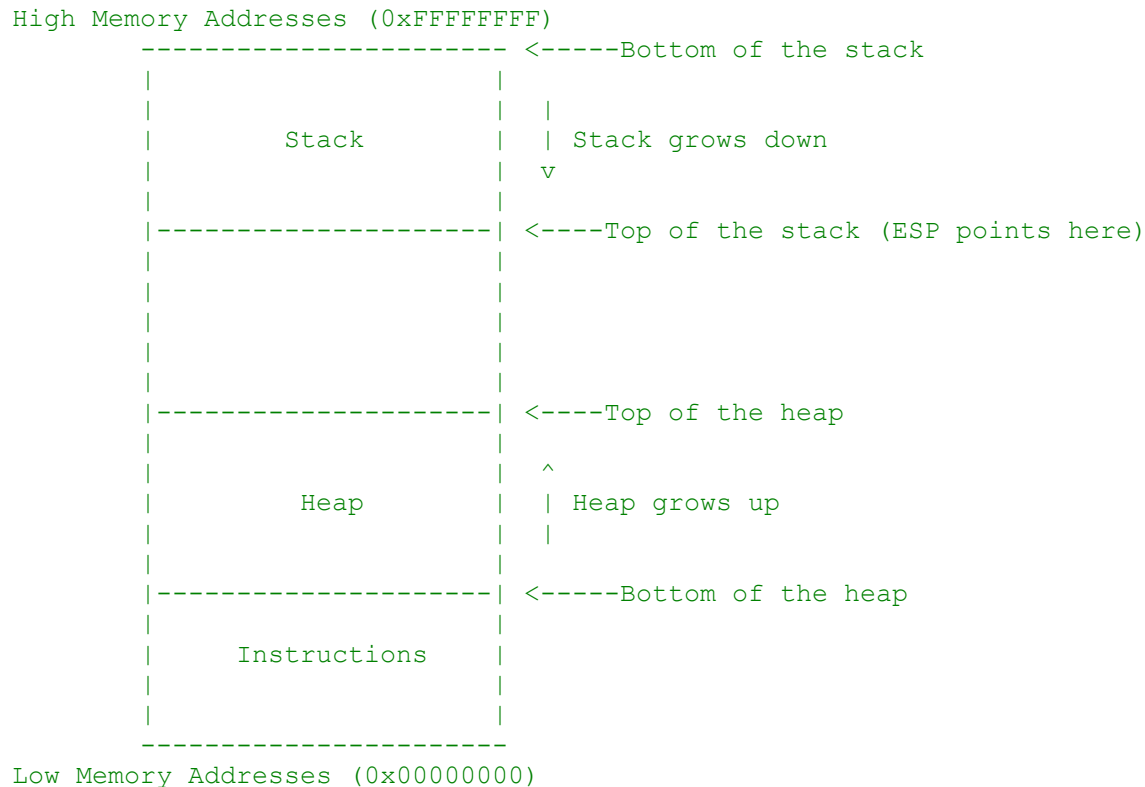 High Memory Addresses (0xFFFFFFFF)
----------------------- <-----Bottom of the stack
|                      |
|                      |  |
|        Stack         |  | Stack grows down
|                      |  v
|                      |
|---------------------| <----Top of the stack (ESP points here)
|                      |
|                      |
|                      |
|                      |
|                      |
|---------------------| <----Top of the heap
|                      |
|                      |  ^
|         Heap         |  | Heap grows up
|                      |  |
|                      |
|---------------------| <-----Bottom of the heap
|                      |
|     Instructions     |
|                      |
|                      |
-----------------------
Low Memory Addresses (0x00000000)